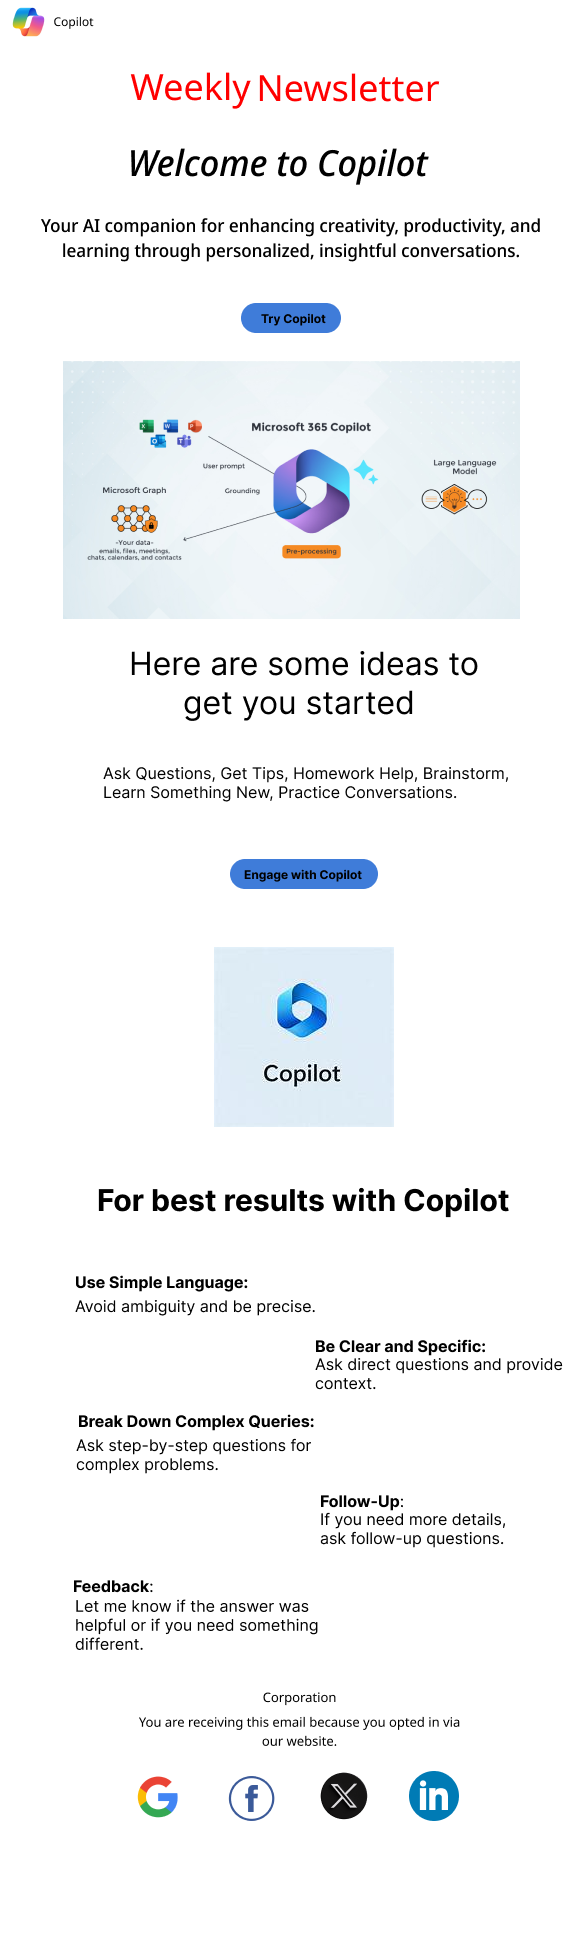 Copilot
Weekly Newsletter
Welcome to Copilot
Your AI companion for enhancing creativity, productivity, and
learning through personalized, insightful conversations.
Try Copilot
Microsoft 365 Copilot
User prompt
Grounding
Microsoft Graph
-Your data-
emails, files, meetings,
chats, calendars, and contacts
Pre-processing
Large Language
Model
Here are some ideas to
get you started
Ask Questions, Get Tips, Homework Help, Brainstorm,
Learn Something New, Practice Conversations.
Engage with Copilot
Copilot
For best results with Copilot
Use Simple Language:
Avoid ambiguity and be precise.
Be Clear and Specific:
Ask direct questions and provide
context.
Break Down Complex Queries:
Ask step-by-step questions for
complex problems.
Follow-Up:
If you need more details,
ask follow-up questions.
Feedback:
Let me know if the answer was
helpful or if you need something
different.
Corporation
You are receiving this email because you opted in via
our website.